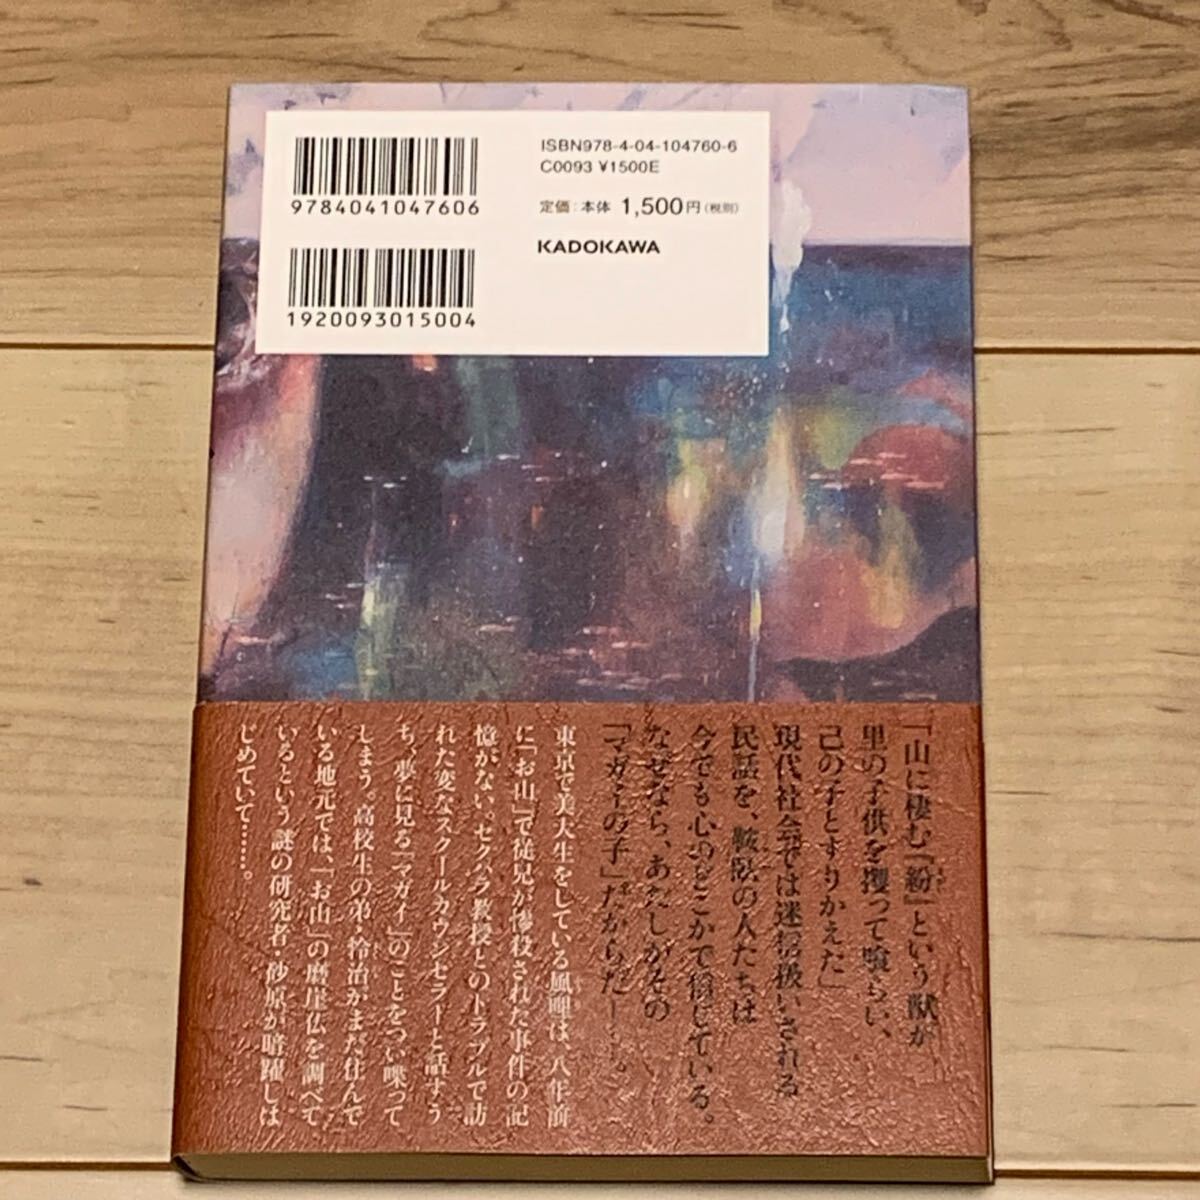 9784041047606
1920093015004
ISBN978-4-04-104760-6
C0093 ¥1500E
定価：本体 1,500円（税別）
KADOKAWA
「山に棲む『紛』という獣が
里の子供を攫って喰らい、
己の子とすりかえた」
現代社会では迷信扱いされる
民話を、骸隠の人たちは
今でも心のどこかで信じている。
なぜなら、あたしがその
「マガイの子」だからだ――。
東京で美大生をしている風哩は、八年前
に「お山」で従兄が惨殺された事件の記
憶がない。セクハラ教授とのトラブルで訪
れた変なスクールカウンセラーと話すう
ち、夢に見る「マガイ」のことをつい喋って
しまう。高校生の弟・怜治がまだ住んで
いる地元では、「お山」の磨崖仏を調べて
いるという謎の研究者・砂原が暗躍しは
じめていて……。